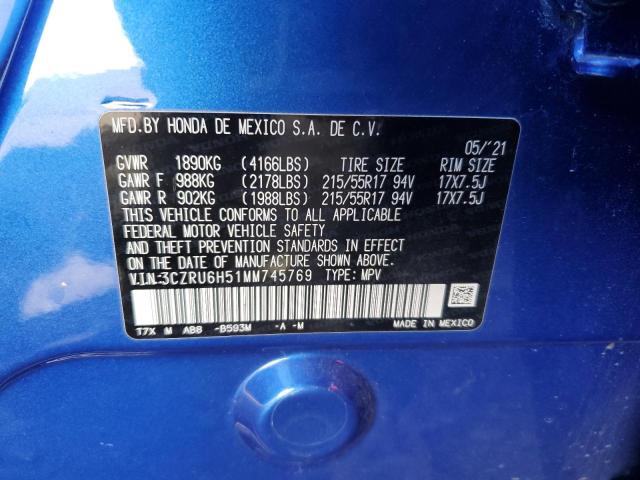 MFD.BY HONDA DE MEXICO S.A. DE C.V.
05/'21
GVWR 1890KG (4166LBS) TIRE SIZE RIM SIZE
GAWR F 988KG (2178LBS) 215/55R17 94V 17X7.5J
GAWR R 902KG (1988LBS) 215/55R17 94V 17X7.5J
THIS VEHICLE CONFORMS TO ALL APPLICABLE
FEDERAL MOTOR VEHICLE SAFETY
AND THEFT PREVENTION STANDARDS IN EFFECT
ON THE DATE OF MANUFACTURE SHOWN ABOVE.
V.I.N.:3CZRU6H51MM745769 TYPE: MPV
T7X M AB8 -B593M -A -M MADE IN MEXICO